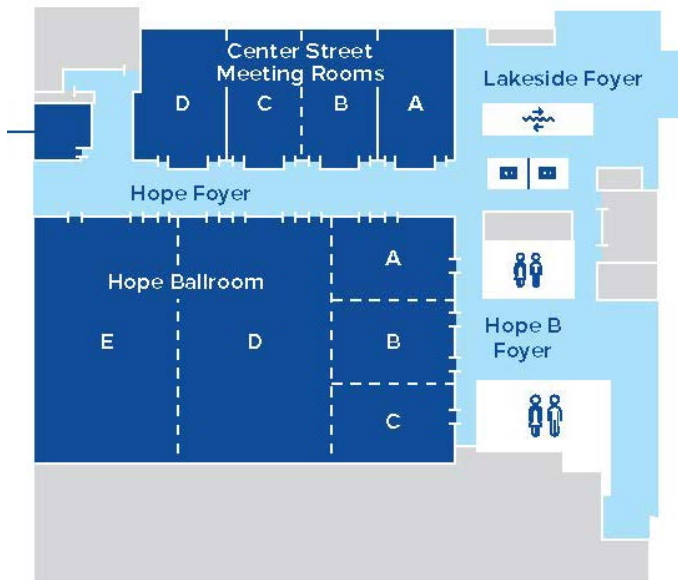 Center Street
Meeting Rooms
Lakeside Foyer
D C B A
Hope Foyer
A
Hope Ballroom
E D B
Hope B
Foyer
C